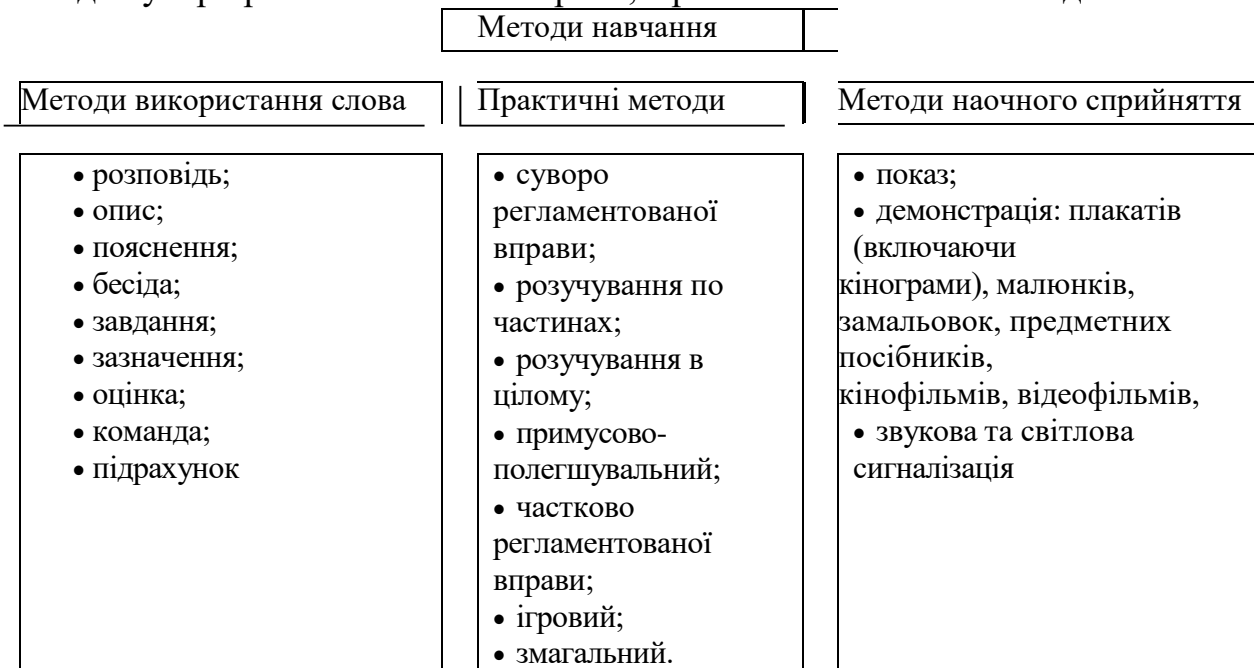 Методи навчання
Методи використання слова
Практичні методи
Методи наочного сприйняття
• розповідь;
• опис;
• пояснення;
• бесіда;
• завдання;
• зазначення;
• оцінка;
• команда;
• підрахунок
• суворо
регламентованої
вправи;
• розучування по
частинах;
• розучування в
цілому;
• примусово-
полегшувальний;
• частково
регламентованої
вправи;
• ігровий;
• змагальний.
• показ;
• демонстрація: плакатів
(включаючи
кінограми), малюнків,
замальовок, предметних
посібників,
кінофільмів, відеофільмів,
• звукова та світлова
сигналізація